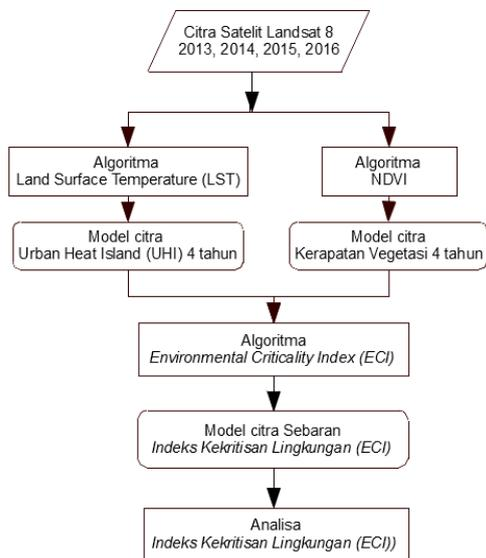 Citra Satelit Landsat 8
2013, 2014, 2015, 2016
Algoritma
Land Surface Temperature (LST)
Algoritma
NDVI
Model citra
Urban Heat Island (UHI) 4 tahun
Model citra
Kerapatan Vegetasi 4 tahun
Algoritma
Environmental Criticality Index (ECI)
Model citra Sebaran
Indeks Kekritisan Lingkungan (ECI)
Analisa
Indeks Kekritisan Lingkungan (ECI))